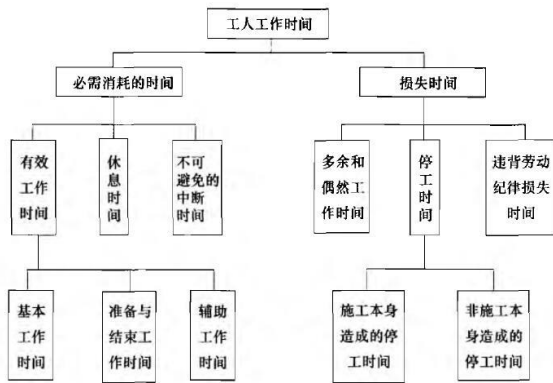 工人工作时间
必需消耗的时间
损失时间
有效
工作
时间
休
息
时
间
不可
避免的
中断
时间
多余和
偶然工
作时间
停
工
时
间
违背劳动
纪律损失
时间
基本
工作
时间
准备与
结束工
作时间
辅助
工作
时间
施工本身
造成的停
工时间
非施工本
身造成的
停工时间